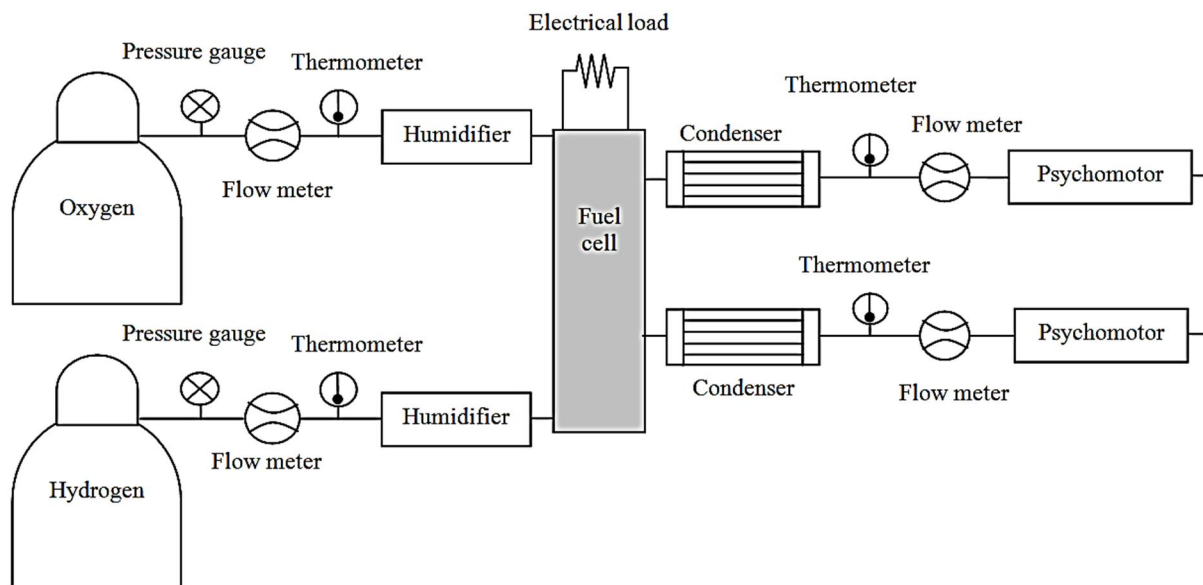 Electrical load
Pressure gauge
Thermometer
Humidifier
Flow meter
Oxygen
Fuel
cell
Condenser
Thermometer
Flow meter
Psychomotor
Pressure gauge
Thermometer
Humidifier
Flow meter
Hydrogen
Thermometer
Psychomotor
Condenser
Flow meter